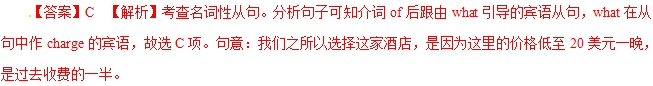 【答案】C 【解析】考查名词性从句。分析句子可知介词 of 后跟由 what 引导的宾语从句，what 在从
句中作 charge 的宾语，故选 C 项。句意：我们之所以选择这家酒店，是因为这里的价格低至 20 美元一晚，
是过去收费的一半。